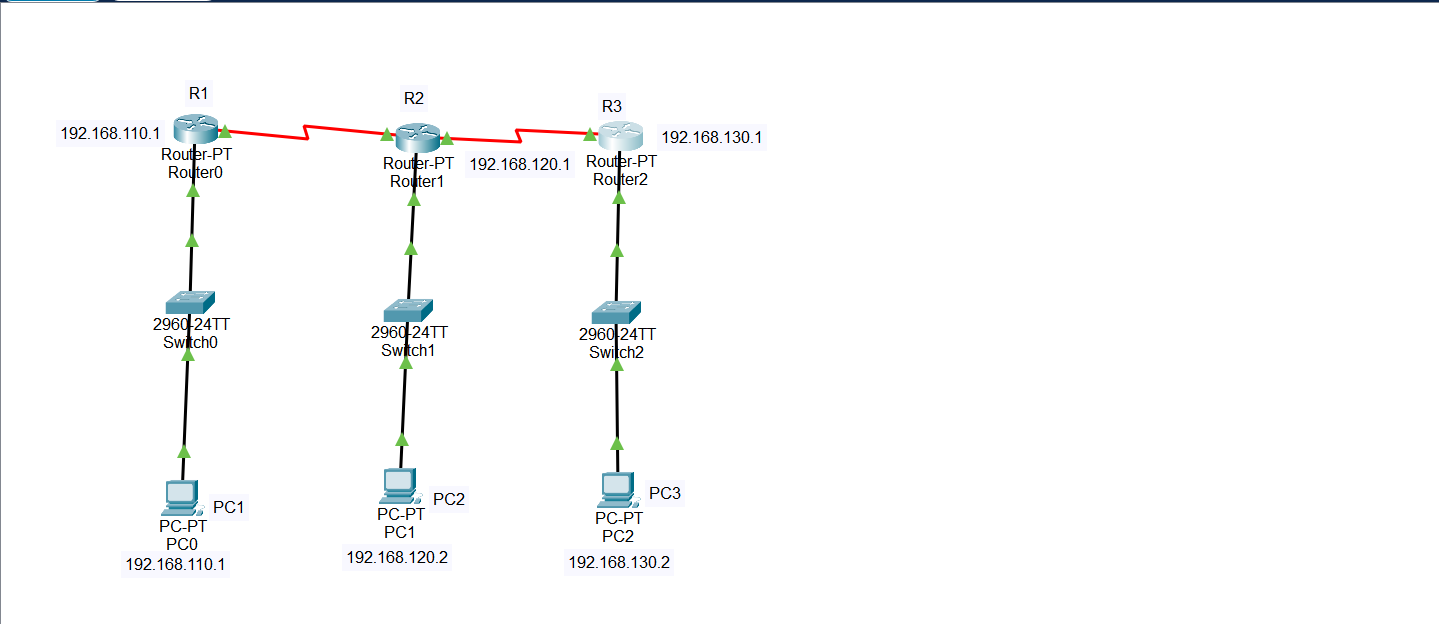 R1
R2
R3
192.168.110.1
192.168.130.1
Router-PT
Router0
Router-PT
Router1
192.168.120.1
Router-PT
Router2
2960-24TT
Switch0
2960-24TT
Switch1
2960-24TT
Switch2
PC1
PC-PT
PC0
192.168.110.1
PC2
PC-PT
PC1
192.168.120.2
PC3
PC-PT
PC2
192.168.130.2